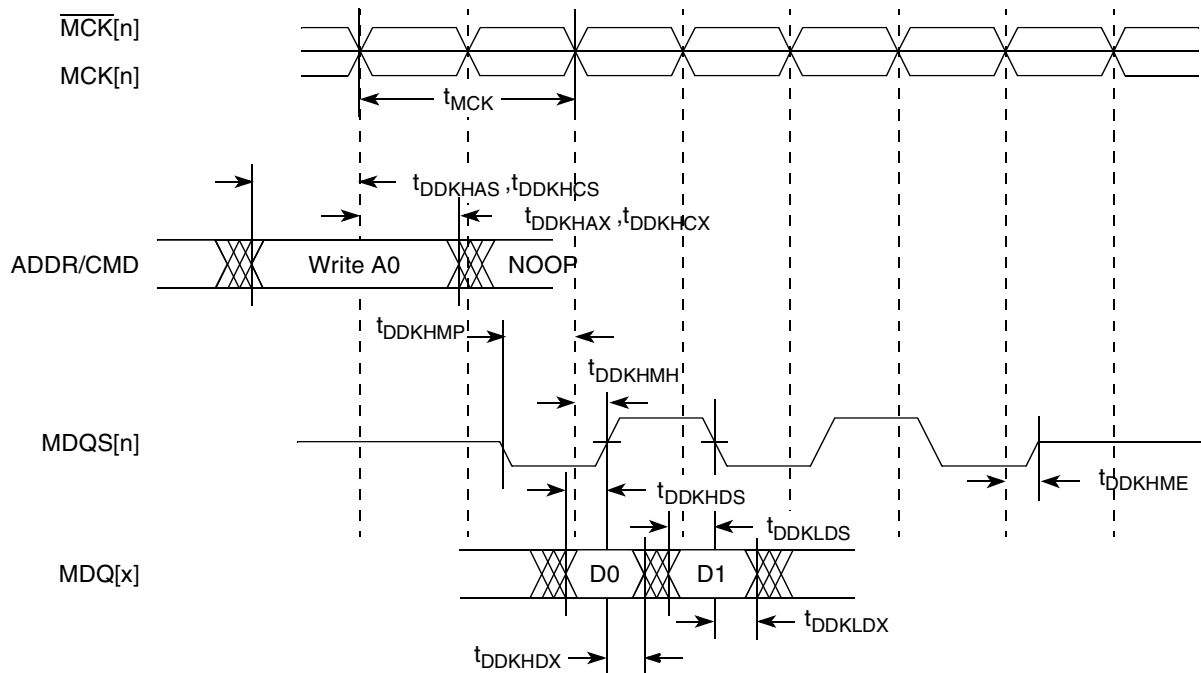 MCK[n]
MCK[n]
tMCK
tDDKHAS ,tDDKHCS
tDDKHAX ,tDDKHCX
ADDR/CMD
Write A0
NOOP
tDDKHMP
tDDKHMH
MDQS[n]
tDDKHME
tDDKHDS
tDDKLDS
MDQ[x]
D0
D1
tDDKLDX
tDDKHDX